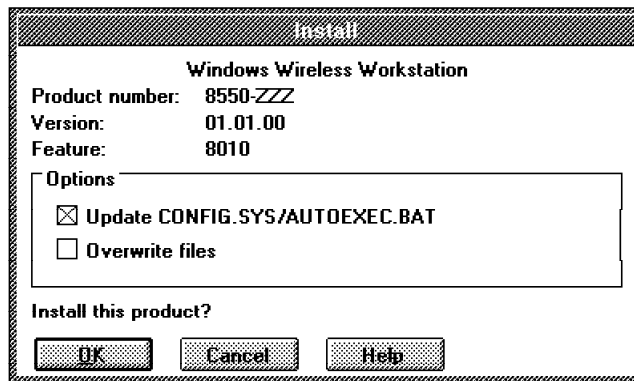 Install
Windows Wireless Workstation
Product number: 8550-ZZZ
Version: 01.01.00
Feature: 8010
Options
Update CONFIG.SYS/AUTOEXEC.BAT
Overwrite files
Install this product?
OK Cancel Help